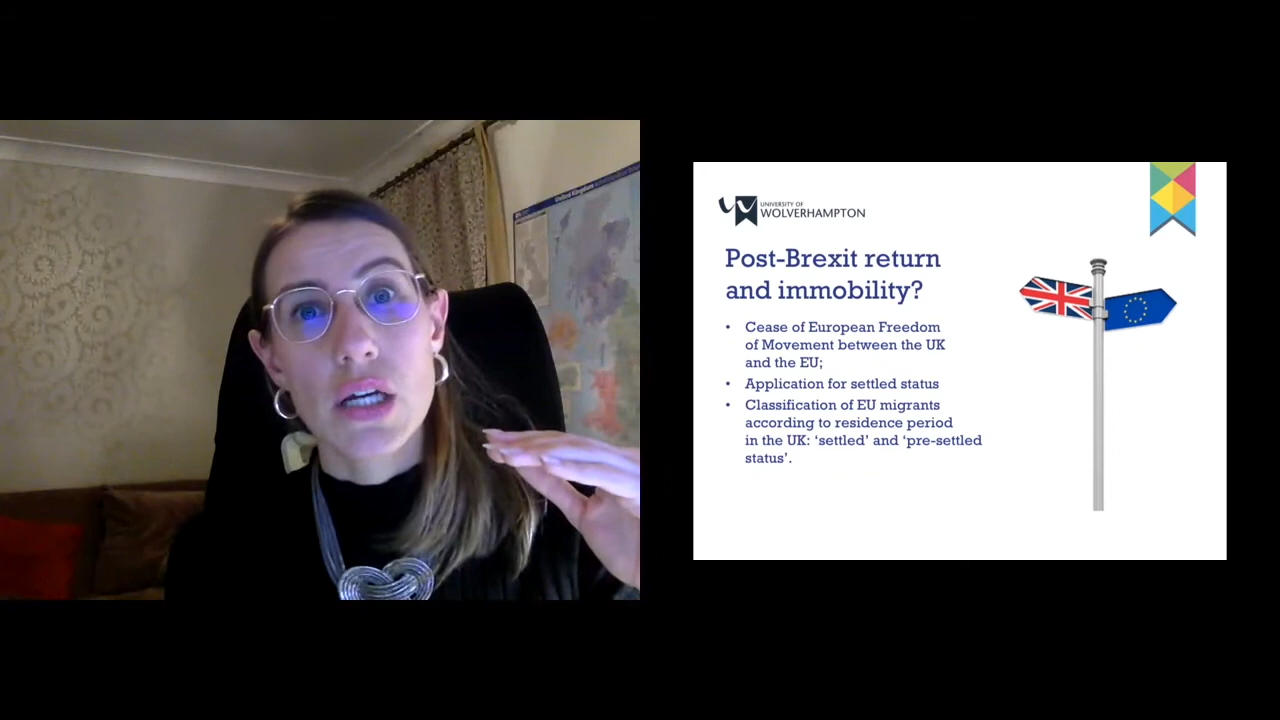 United Kingdom
UNIVERSITY OF
WOLVERHAMPTON
Post-Brexit return
and immobility?
• Cease of European Freedom
of Movement between the UK
and the EU;
• Application for settled status
• Classification of EU migrants
according to residence period
in the UK: ‘settled’ and ‘pre-settled
status’.